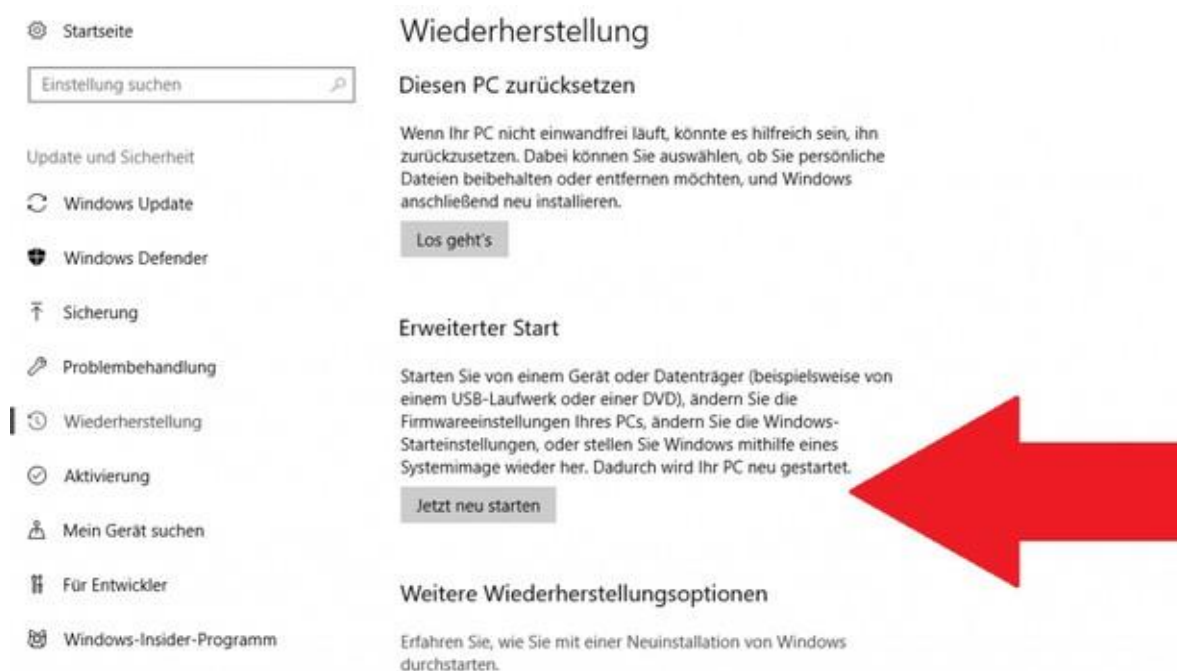 Startseite
Einstellung suchen
Update und Sicherheit
Windows Update
Windows Defender
Sicherung
Problembehandlung
Wiederherstellung
Aktivierung
Mein Gerät suchen
Für Entwickler
Windows-Insider-Programm
Wiederherstellung
Diesen PC zurücksetzen
Wenn Ihr PC nicht einwandfrei läuft, könnte es hilfreich sein, ihn
zurückzusetzen. Dabei können Sie auswählen, ob Sie persönliche
Dateien beibehalten oder entfernen möchten, und Windows
anschließend neu installieren.
Los geht's
Erweiterter Start
Starten Sie von einem Gerät oder Datenträger (beispielsweise von
einem USB-Laufwerk oder einer DVD), ändern Sie die
Firmwareeinstellungen Ihres PCs, ändern Sie die Windows-
Starteinstellungen, oder stellen Sie Windows mithilfe eines
Systemimage wieder her. Dadurch wird Ihr PC neu gestartet.
Jetzt neu starten
Weitere Wiederherstellungsoptionen
Erfahren Sie, wie Sie mit einer Neuinstallation von Windows
durchstarten.